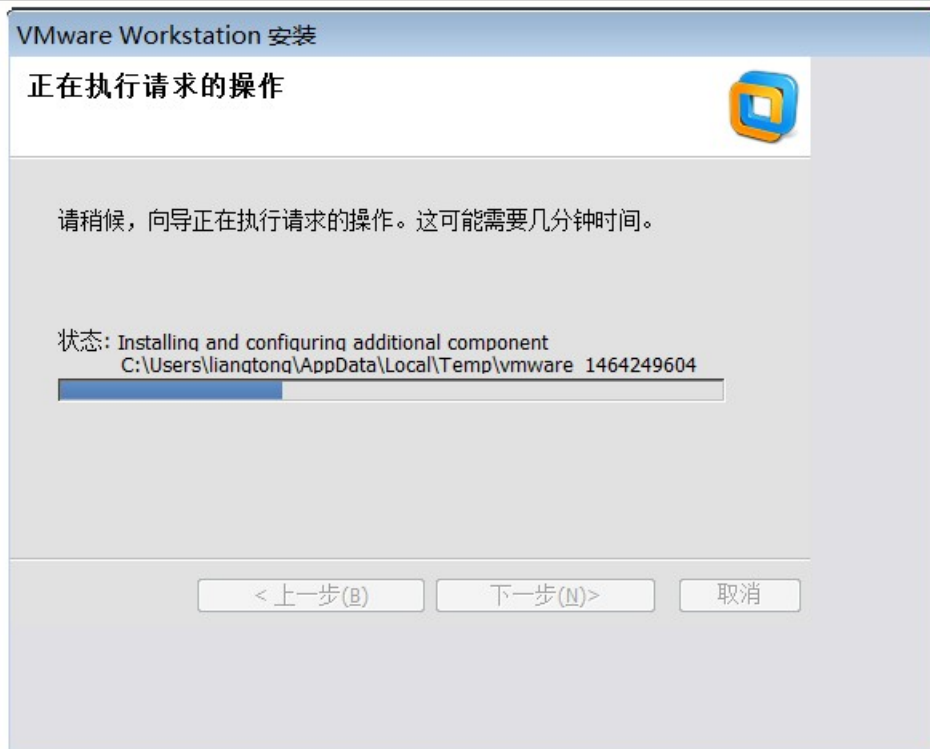 VMware Workstation 安装
正在执行请求的操作
请稍候，向导正在执行请求的操作。这可能需要几分钟时间。
状态: Installing and configuring additional component
C:\Users\liangtong\AppData\Local\Temp\vmware_1464249604
< 上一步(B)
下一步(N)>
取消